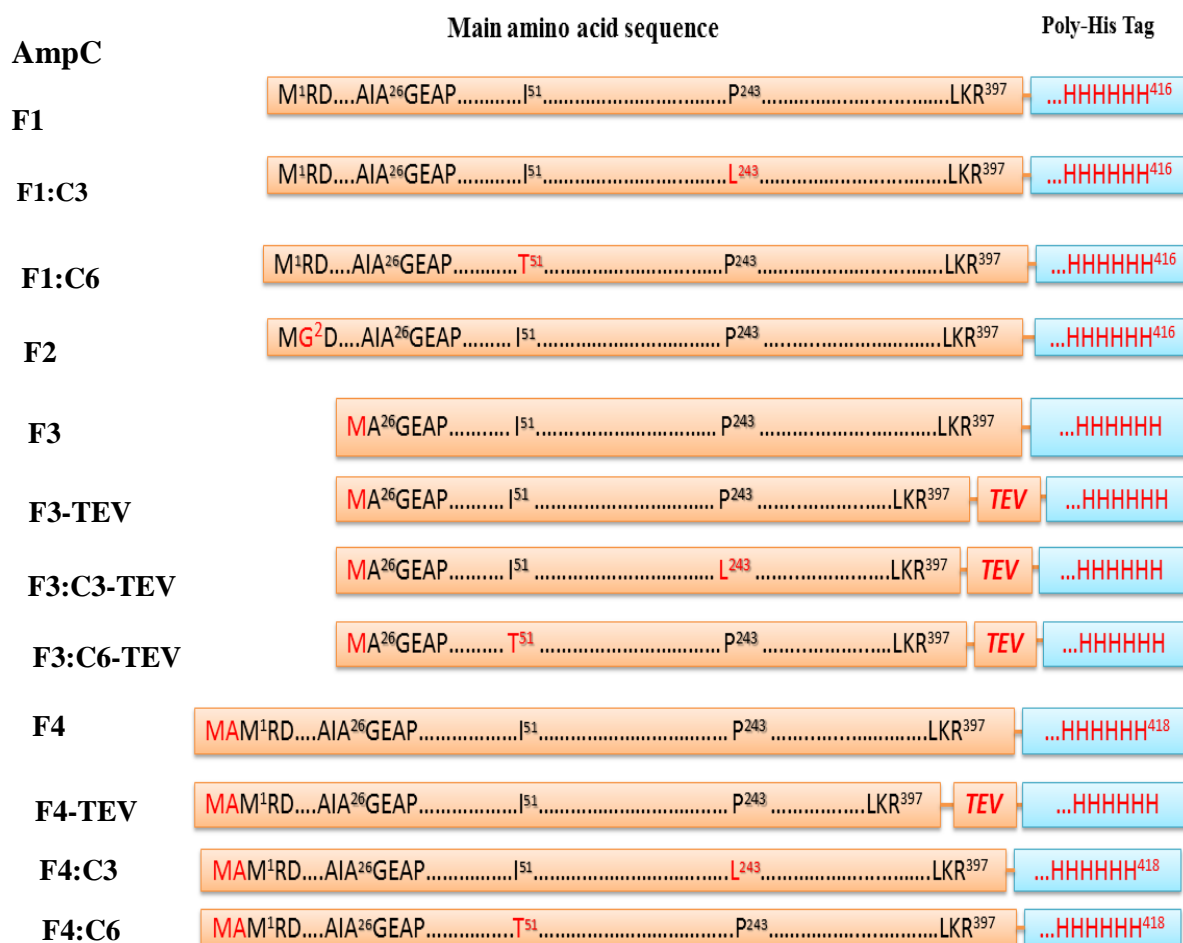 Main amino acid sequence Poly-His Tag
AmpC
F1 M¹RD....AIA²⁶GEAP............I⁵¹.......................................P²⁴³........................................LKR³⁹⁷ ...HHHHHH⁴¹⁶
F1:C3 M¹RD....AIA²⁶GEAP............I⁵¹.......................................L²⁴³........................................LKR³⁹⁷ ...HHHHHH⁴¹⁶
F1:C6 M¹RD....AIA²⁶GEAP............T⁵¹.......................................P²⁴³........................................LKR³⁹⁷ ...HHHHHH⁴¹⁶
F2 MG²D....AIA²⁶GEAP.......... I⁵¹.......................................P²⁴³........................................LKR³⁹⁷ ...HHHHHH⁴¹⁶
F3 MA²⁶GEAP.......... I⁵¹..................................... P²⁴³......................................LKR³⁹⁷ ...HHHHHH
F3-TEV MA²⁶GEAP......... I⁵¹..................................... P²⁴³.............................LKR³⁹⁷ TEV ...HHHHHH
F3:C3-TEV MA²⁶GEAP.......... I⁵¹ ..................................... L²⁴³.............................LKR³⁹⁷ TEV ...HHHHHH
F3:C6-TEV MA²⁶GEAP.......... T⁵¹......................................P²⁴³.............................LKR³⁹⁷ TEV ...HHHHHH
F4 MAM¹RD....AIA²⁶GEAP..................I⁵¹........................................P²⁴³....................................LKR³⁹⁷ ...HHHHHH⁴¹⁸
F4-TEV MAM¹RD....AIA²⁶GEAP..................I⁵¹........................................P²⁴³.......................LKR³⁹⁷ TEV ...HHHHHH
F4:C3 MAM¹RD....AIA²⁶GEAP.................I⁵¹........................................L²⁴³....................................LKR³⁹⁷ ...HHHHHH⁴¹⁸
F4:C6 MAM¹RD....AIA²⁶GEAP.................T⁵¹........................................P²⁴³....................................LKR³⁹⁷ ...HHHHHH⁴¹⁸